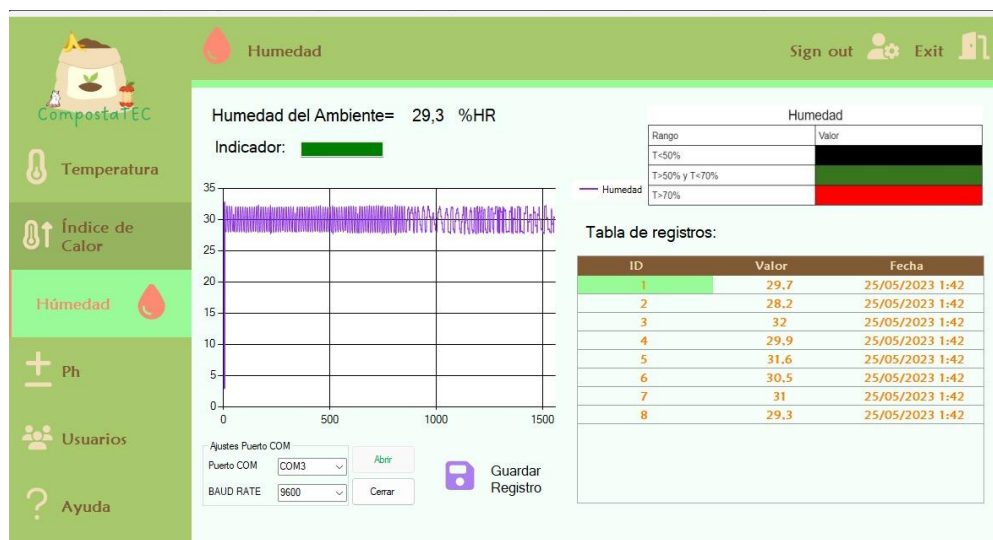 CompostaTEC
Temperatura
Índice de
Calor
Húmedad
Ph
Usuarios
Ayuda
Humedad
Sign out
Exit
Humedad del Ambiente= 29,3 %HR
Indicador:
35
30
25
20
15
10
5
0
0 500 1000 1500
Humedad
Humedad
Rango Valor
T<50%
T>50% y T<70%
T>70%
Tabla de registros:
ID Valor Fecha
1 29,7 25/05/2023 1:42
2 28,2 25/05/2023 1:42
3 32 25/05/2023 1:42
4 29,9 25/05/2023 1:42
5 31,6 25/05/2023 1:42
6 30,5 25/05/2023 1:42
7 31 25/05/2023 1:42
8 29,3 25/05/2023 1:42
Ajustes Puerto COM
Puerto COM COM3 Abrir
BAUD RATE 9600 Cerrar
Guardar
Registro